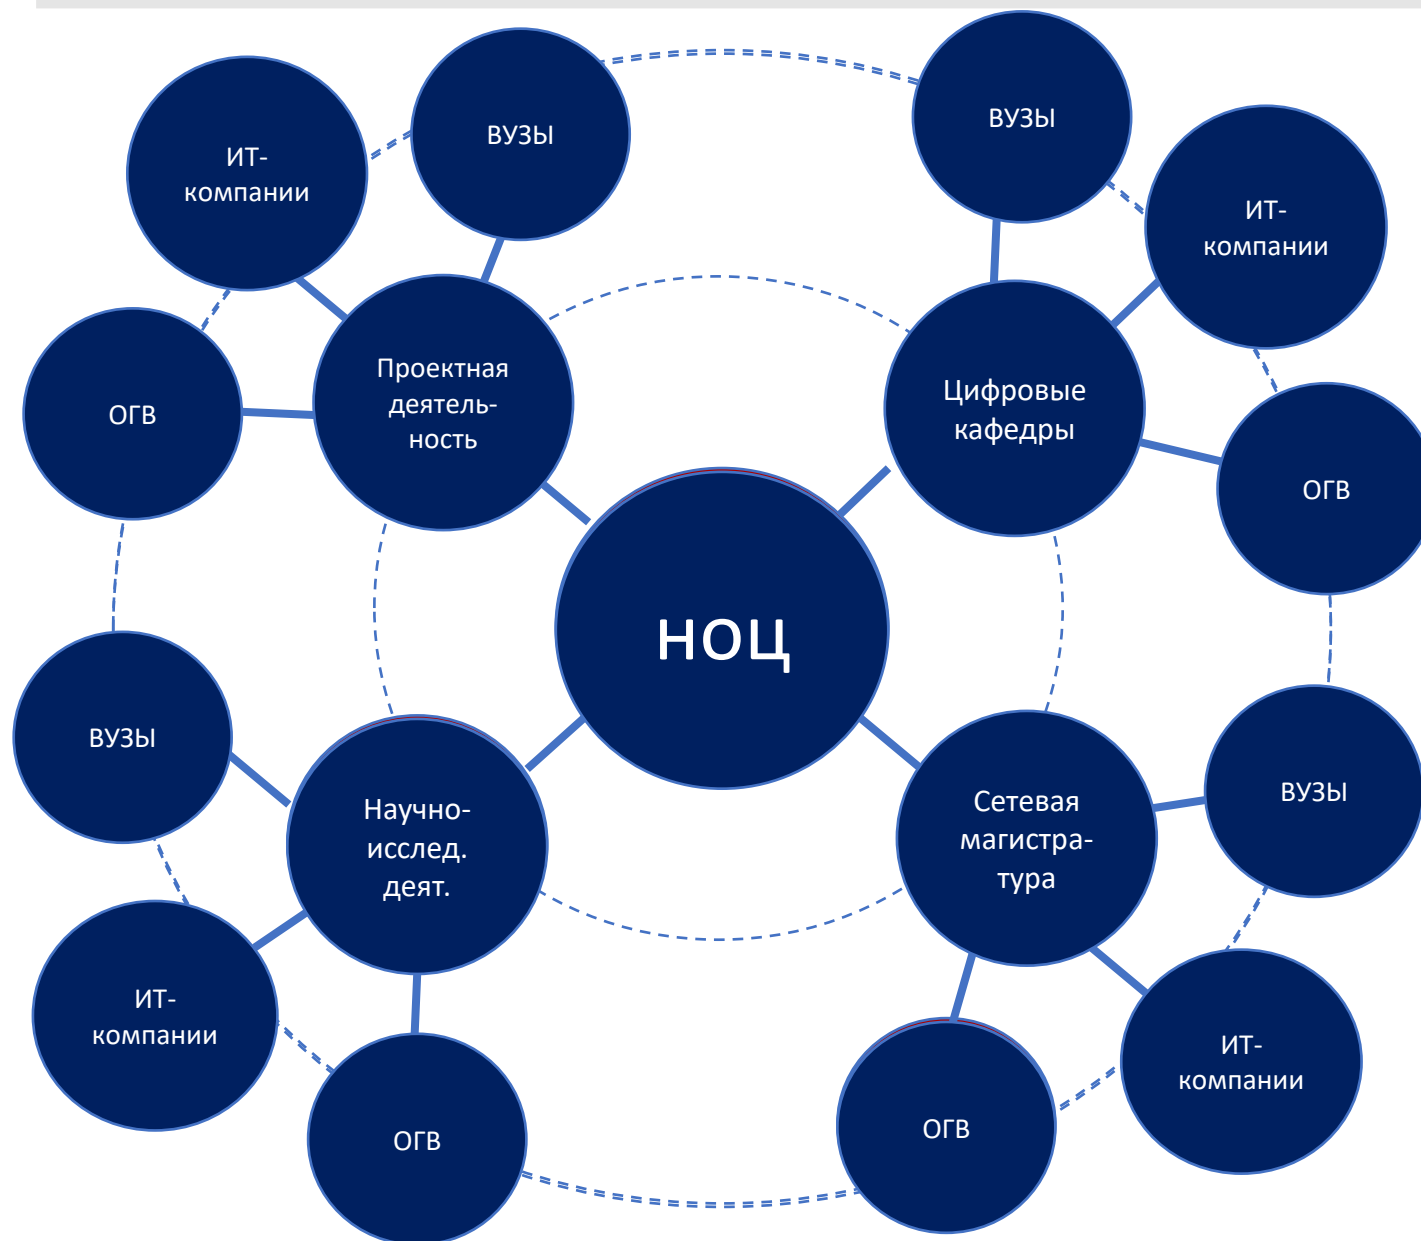 ВУЗЫ
ВУЗЫ
ИТ-
компании
ИТ-
компании
Проектная
деятель-
ность
Цифровые
кафедры
ОГВ
ОГВ
НОЦ
ВУЗЫ
ВУЗЫ
Научно-
исслед.
деят.
Сетевая
магистра-
тура
ИТ-
компании
ИТ-
компании
ОГВ
ОГВ